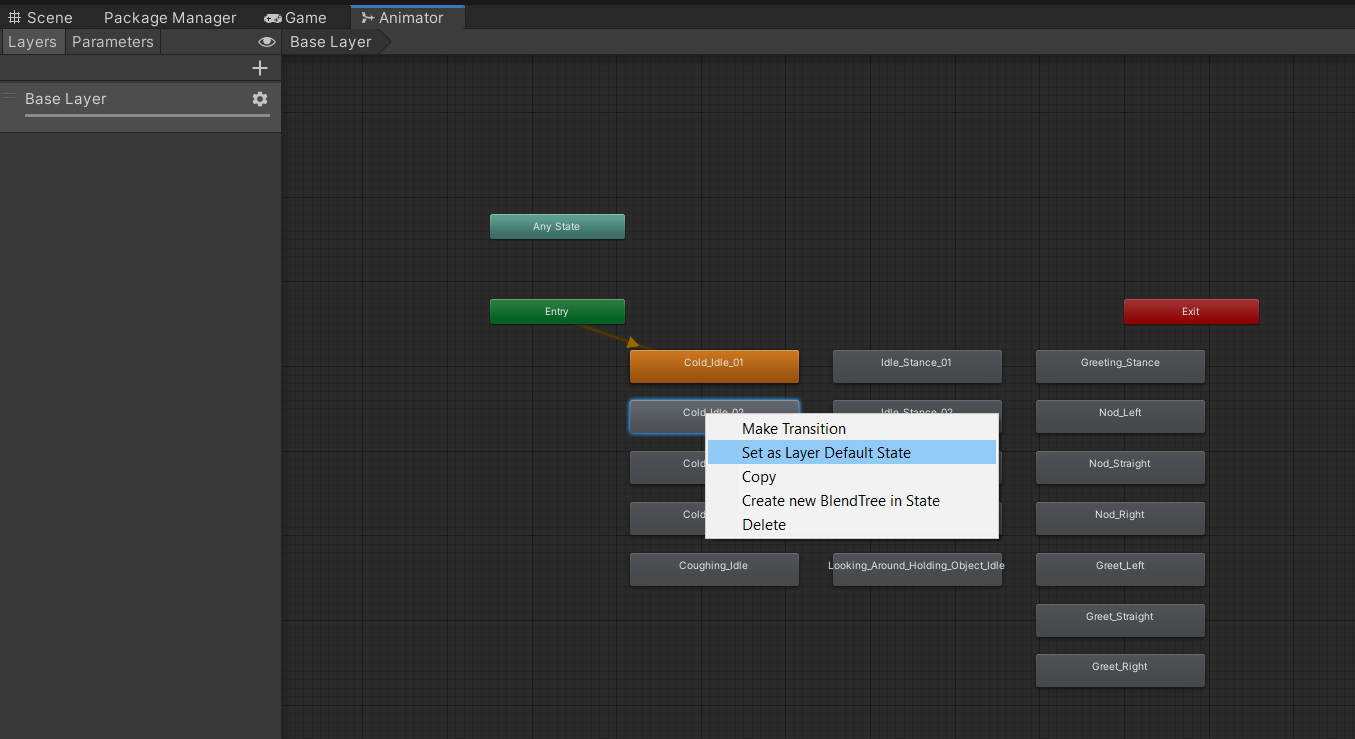 Scene
Package Manager
Game
Animator
Layers
Parameters
Base Layer
Base Layer
Any State
Entry
Exit
Cold_Idle_01
Idle_Stance_01
Greeting_Stance
Cold_Idle_02
Idle_Stance_02
Nod_Left
Make Transition
Set as Layer Default State
Copy
Create new BlendTree in State
Delete
Cold
Nod_Straight
Cold
Nod_Right
Coughing_Idle
Looking_Around_Holding_Object_Idle
Greet_Left
Greet_Straight
Greet_Right